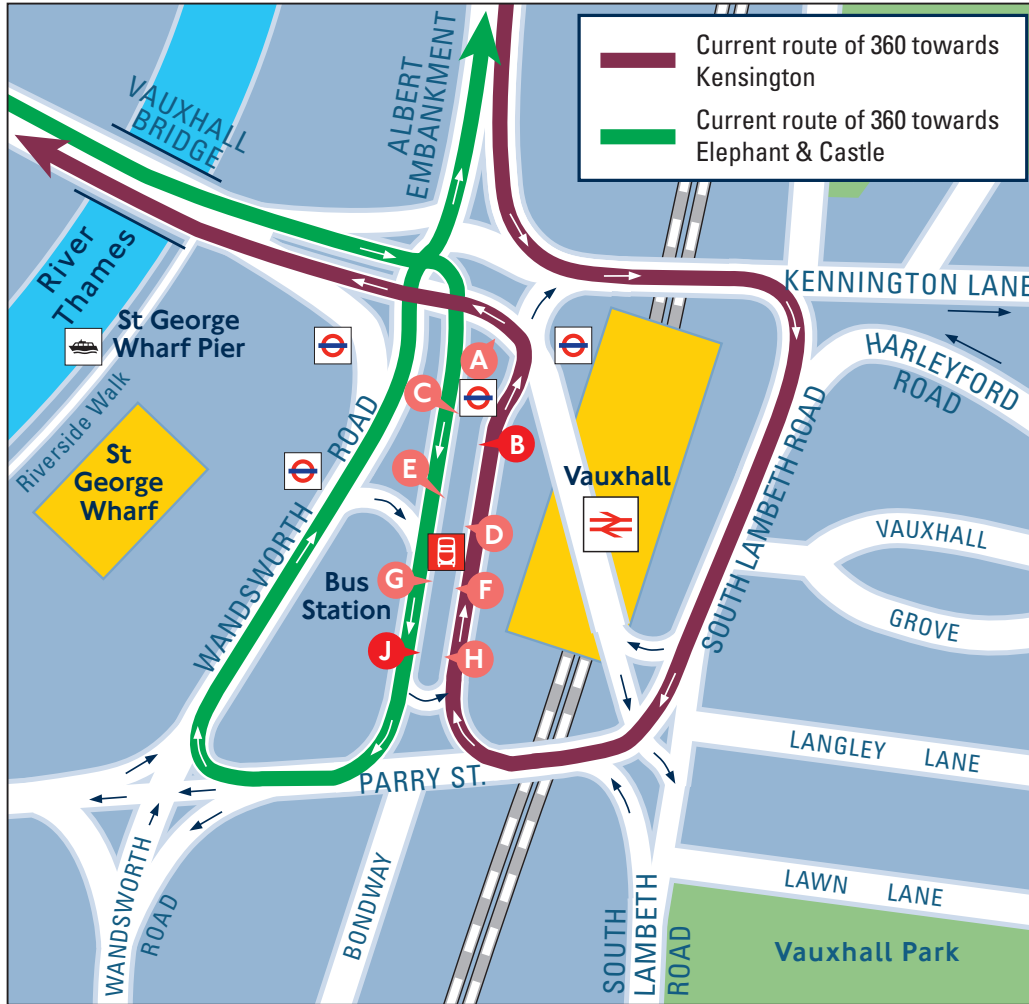 Current route of 360 towards
Kensington
Current route of 360 towards
Elephant & Castle
VAUXHALL
BRIDGE
ALBERT
EMBANKMENT
River
Thames
KENNINGTON LANE
St George
Wharf Pier
HARLEYFORD
ROAD
Riverside Walk
A
C
B
St
George
Wharf
WANDSWORTH ROAD
E
Vauxhall
SOUTH LAMBETH ROAD
D
VAUXHALL
GROVE
Bus
Station
G
F
J
H
LANGLEY LANE
PARRY ST.
WANDSWORTH
ROAD
BONDWAY
SOUTH
LAMBETH
ROAD
LAWN LANE
Vauxhall Park